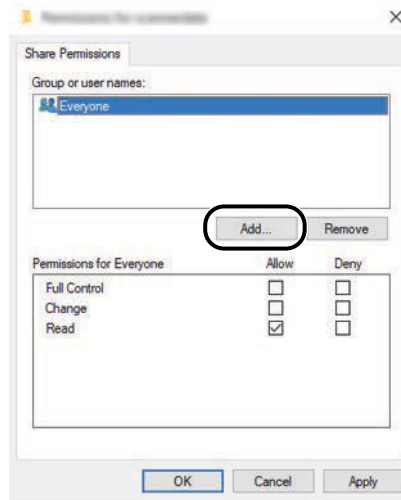 Share Permissions
Group or user names:
Everyone
Add...
Remove
Permissions for Everyone Allow Deny
Full Control
Change
Read
OK Cancel Apply